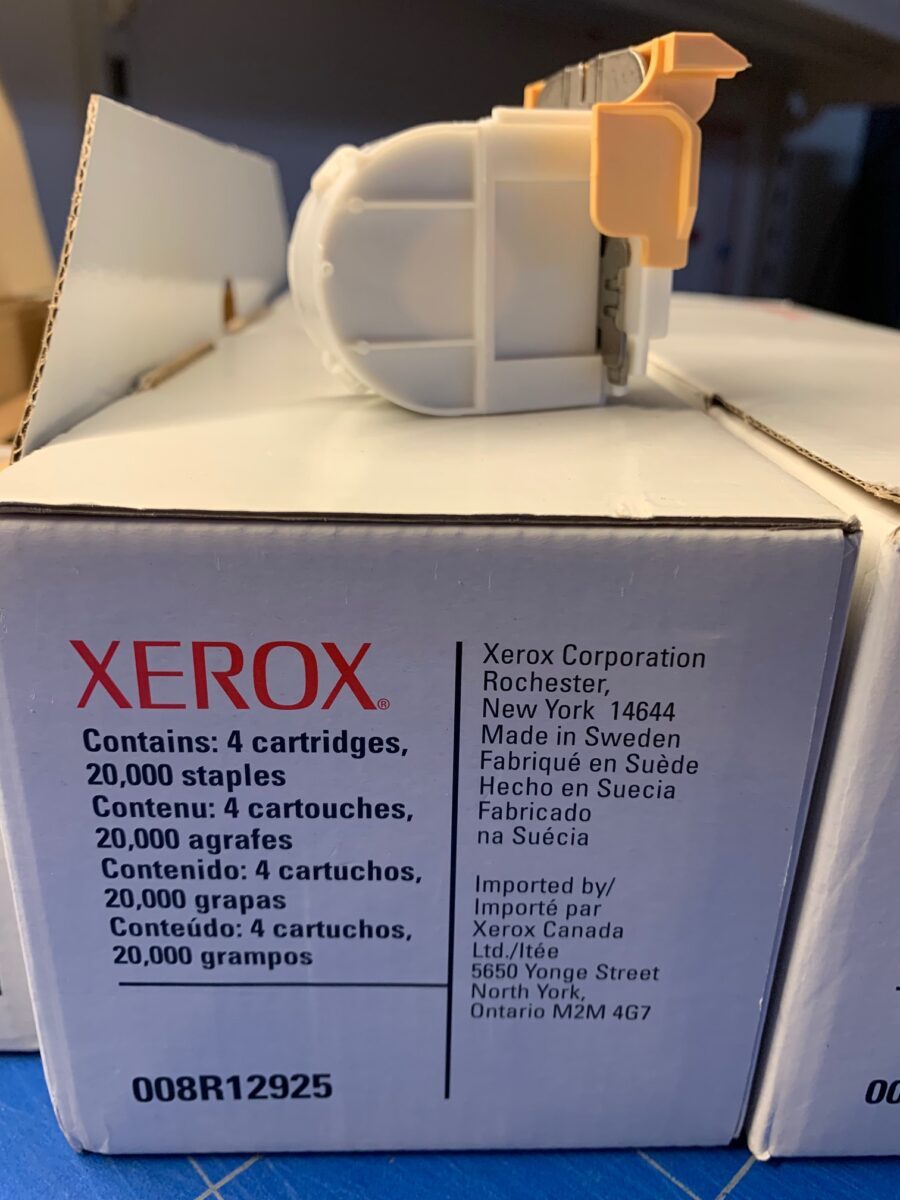 XEROX®
Contains: 4 cartridges,
20,000 staples
Contenu: 4 cartouches,
20,000 agrafes
Contenido: 4 cartuchos,
20,000 grapas
Conteúdo: 4 cartuchos,
20,000 grampos
008R12925
Xerox Corporation
Rochester,
New York 14644
Made in Sweden
Fabriqué en Suède
Hecho en Suecia
Fabricado
na Suécia
Imported by/
Importé par
Xerox Canada
Ltd./ltée
5650 Yonge Street
North York,
Ontario M2M 4G7
00